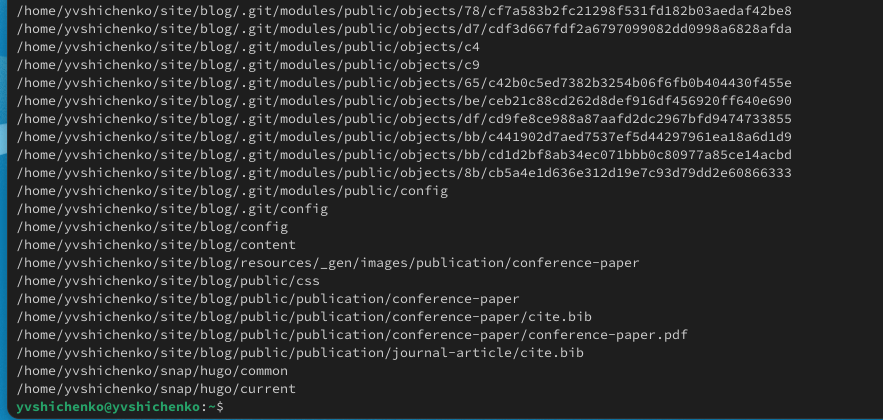 /home/yvshichenko/site/blog/.git/modules/public/objects/78/cf7a583b2fc21298f531fd182b03aedaf42be8
/home/yvshichenko/site/blog/.git/modules/public/objects/d7/cdf3d667fdf2a6797099082dd0998a6828afda
/home/yvshichenko/site/blog/.git/modules/public/objects/c4
/home/yvshichenko/site/blog/.git/modules/public/objects/c9
/home/yvshichenko/site/blog/.git/modules/public/objects/65/c42b0c5ed7382b3254b06f6fb0b404430f455e
/home/yvshichenko/site/blog/.git/modules/public/objects/be/ceb21c88cd262d8def916df456920ff640e690
/home/yvshichenko/site/blog/.git/modules/public/objects/df/cd9fe8ce988a87aafd2dc2967bfd9474733855
/home/yvshichenko/site/blog/.git/modules/public/objects/bb/c441902d7aed7537ef5d44297961ea18a6d1d9
/home/yvshichenko/site/blog/.git/modules/public/objects/bb/cd1d2bf8ab34ec071bbb0c80977a85ce14acbd
/home/yvshichenko/site/blog/.git/modules/public/objects/8b/cb5a4e1d636e312d19e7c93d79dd2e60866333
/home/yvshichenko/site/blog/.git/modules/public/config
/home/yvshichenko/site/blog/.git/config
/home/yvshichenko/site/blog/config
/home/yvshichenko/site/blog/content
/home/yvshichenko/site/blog/resources/_gen/images/publication/conference-paper
/home/yvshichenko/site/blog/public/css
/home/yvshichenko/site/blog/public/publication/conference-paper
/home/yvshichenko/site/blog/public/publication/conference-paper/cite.bib
/home/yvshichenko/site/blog/public/publication/conference-paper/conference-paper.pdf
/home/yvshichenko/site/blog/public/publication/journal-article/cite.bib
/home/yvshichenko/snap/hugo/common
/home/yvshichenko/snap/hugo/current
yvshichenko@yvshichenko:~$